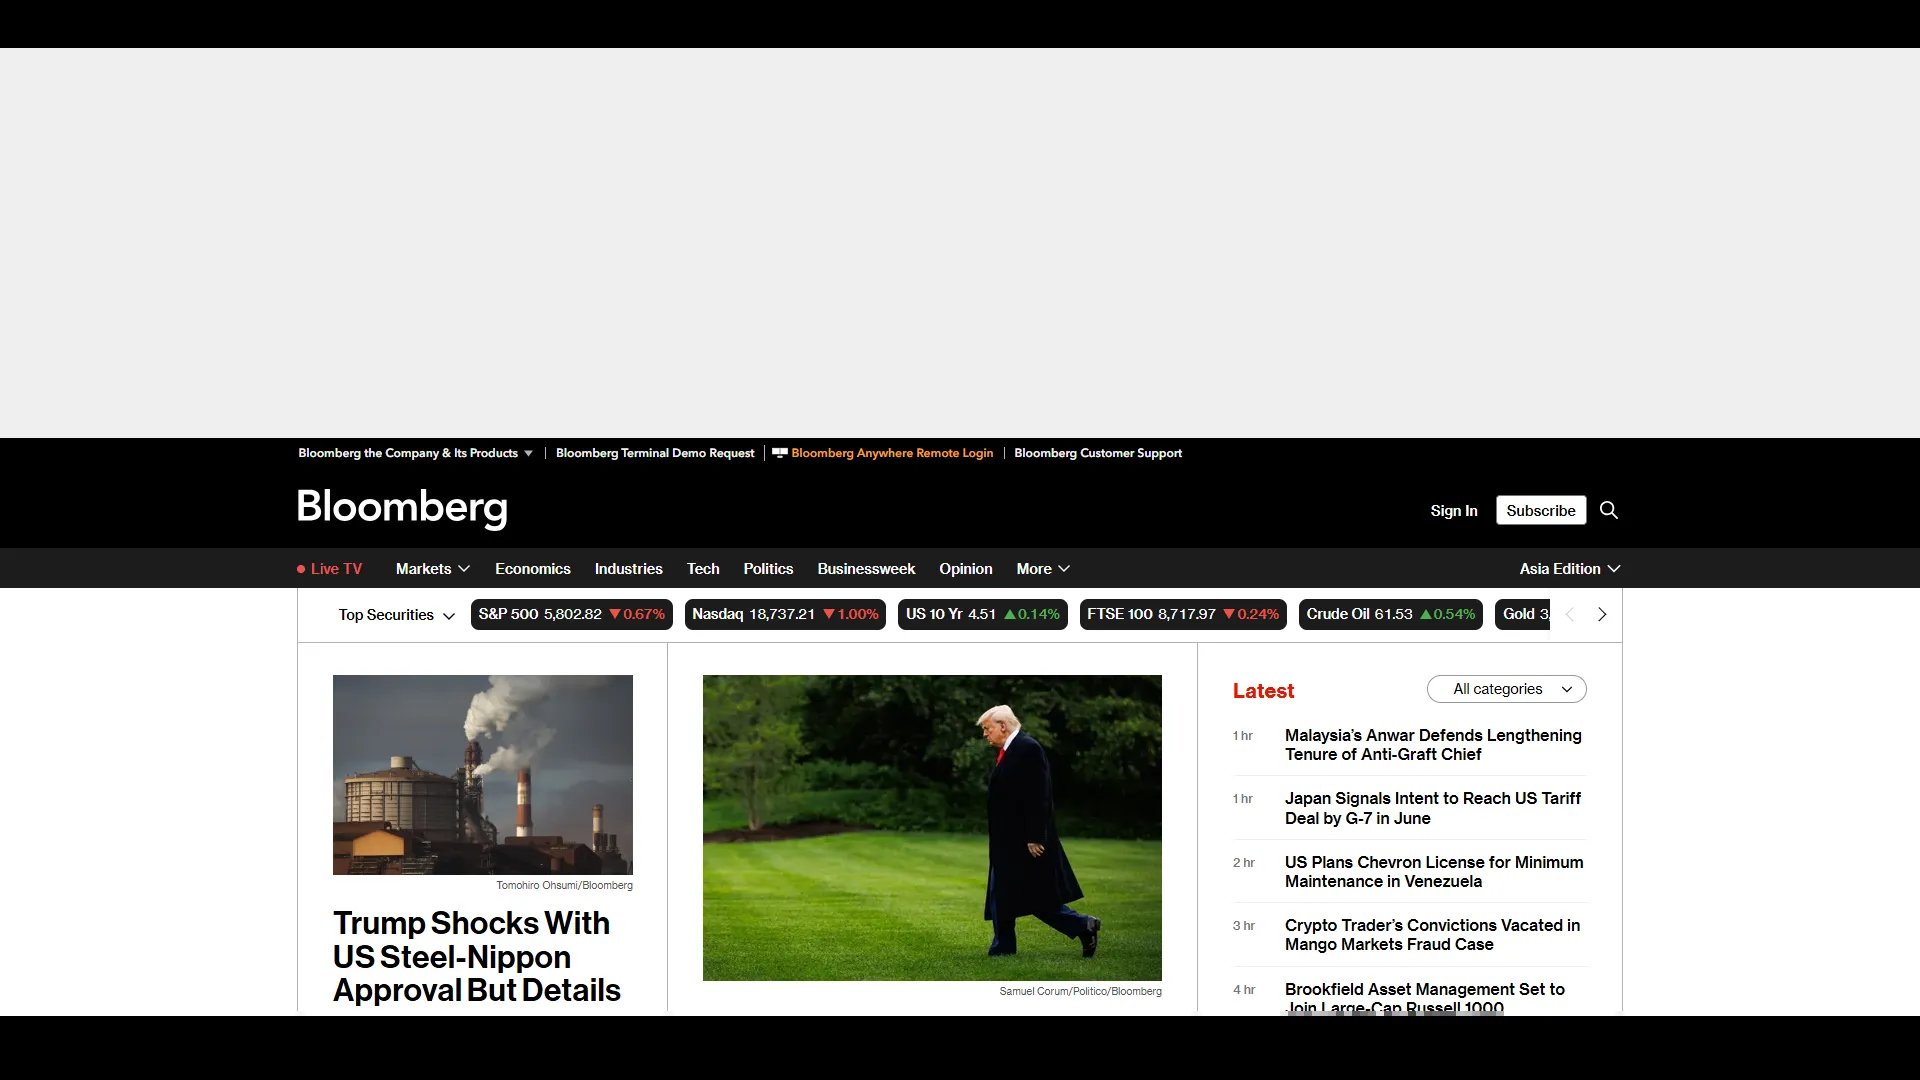 Bloomberg the Company & Its Products
Bloomberg Terminal Demo Request
Bloomberg Anywhere Remote Login
Bloomberg Customer Support
Bloomberg
Sign In
Subscribe
Live TV
Markets
Economics
Industries
Tech
Politics
Businessweek
Opinion
More
Asia Edition
Top Securities
S&P 500 5,802.82 ▼0.67%
Nasdaq 18,737.21 ▼1.00%
US 10 Yr 4.51 ▲0.14%
FTSE 100 8,717.97 ▼0.24%
Crude Oil 61.53 ▲0.54%
Gold 3,
Tomohiro Ohsumi/Bloomberg
Trump Shocks With
US Steel-Nippon
Approval But Details
Samuel Corum/Politico/Bloomberg
Latest
All categories
1 hr
Malaysia's Anwar Defends Lengthening
Tenure of Anti-Graft Chief
1 hr
Japan Signals Intent to Reach US Tariff
Deal by G-7 in June
2 hr
US Plans Chevron License for Minimum
Maintenance in Venezuela
3 hr
Crypto Trader's Convictions Vacated in
Mango Markets Fraud Case
4 hr
Brookfield Asset Management Set to
Join Large-Cap Russell 1000